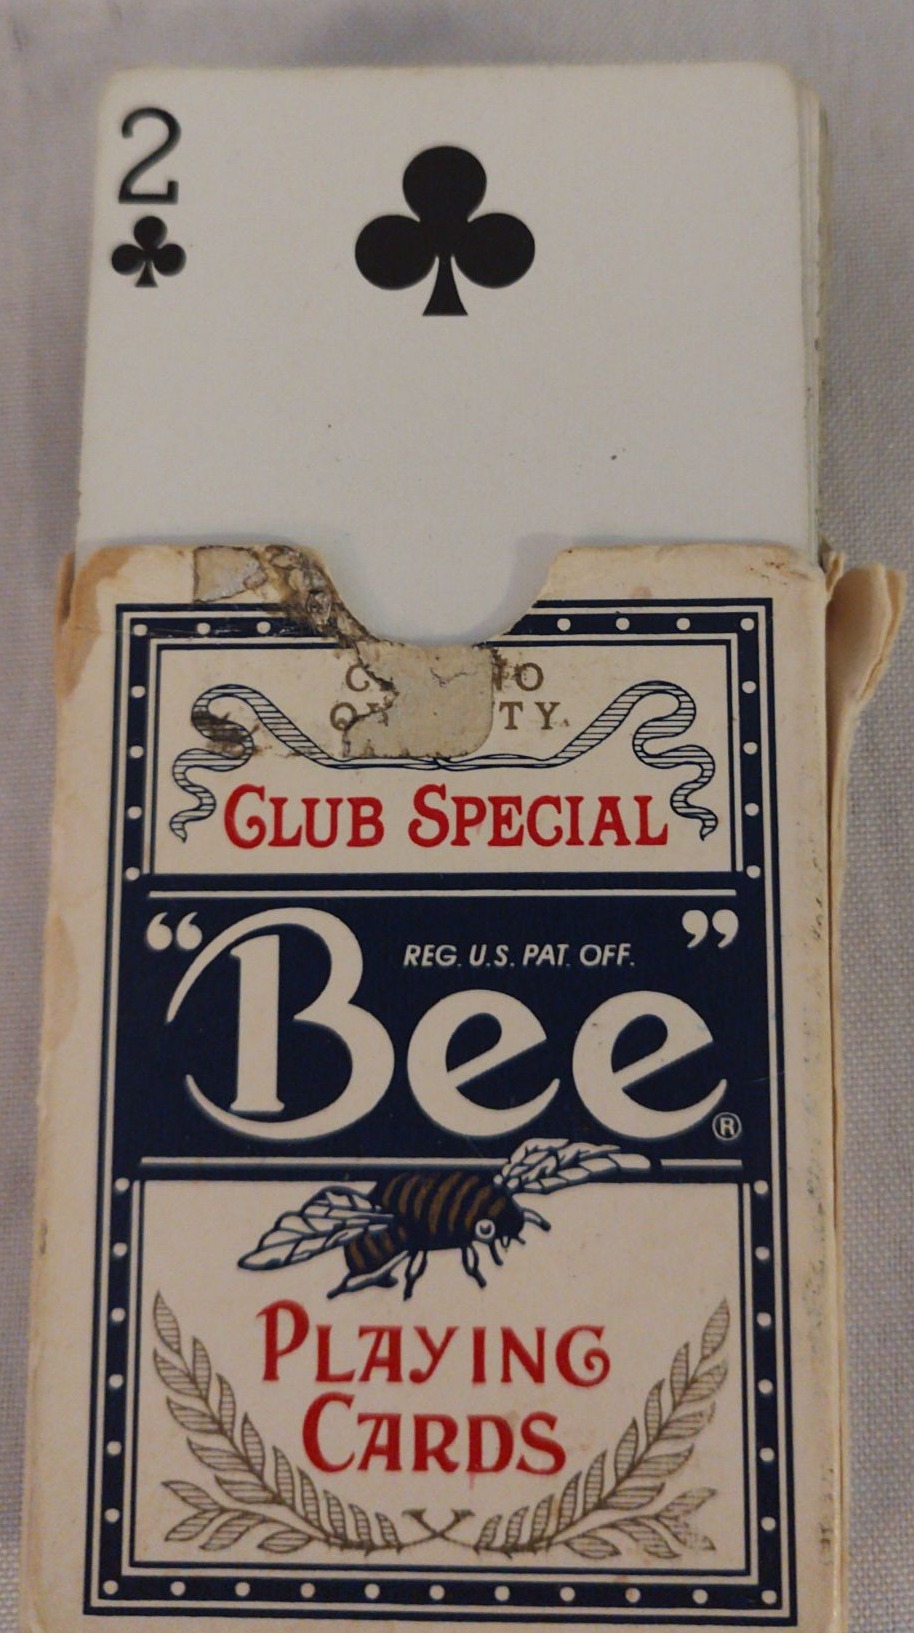 2
CLUB SPECIAL
“Bee”
REG. U.S. PAT. OFF.
®
PLAYING
CARDS